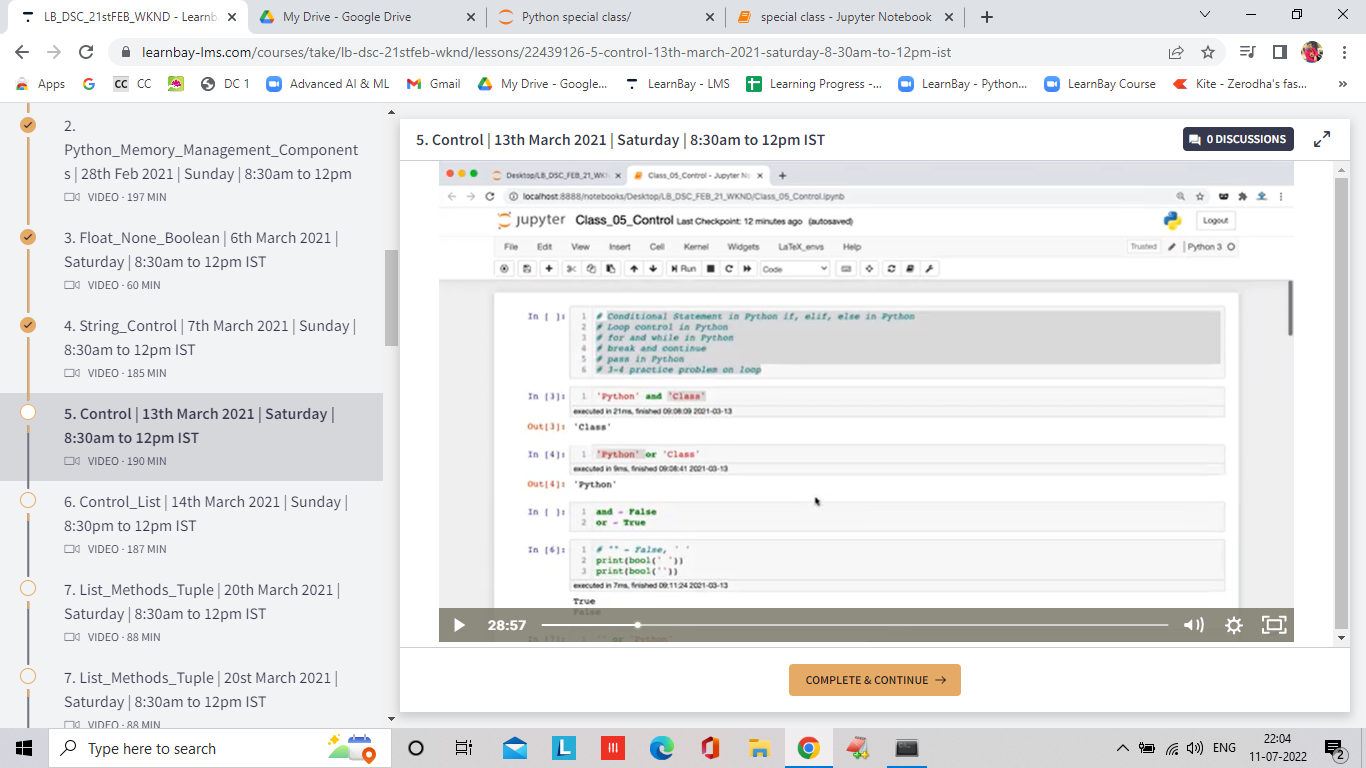 LB_DSC_21stFEB_WKND - Learnb
My Drive - Google Drive
Python special class/
special class - Jupyter Notebook
learnbay-lms.com/courses/take/lb-dsc-21stfeb-wknd/lessons/22439126-5-control-13th-march-2021-saturday-8-30am-to-12pm-ist
Apps
CC CC
DC 1
Advanced AI & ML
Gmail
My Drive - Google...
LearnBay - LMS
Learning Progress -...
LearnBay - Python...
LearnBay Course
Kite - Zerodha's fas...
»
2.
Python_Memory_Management_Component
s | 28th Feb 2021 | Sunday | 8:30am to 12pm
VIDEO · 197 MIN
3. Float_None_Boolean | 6th March 2021 |
Saturday | 8:30am to 12pm IST
VIDEO · 60 MIN
4. String_Control | 7th March 2021 | Sunday |
8:30am to 12pm IST
VIDEO · 185 MIN
5. Control | 13th March 2021 | Saturday |
8:30am to 12pm IST
VIDEO · 190 MIN
6. Control_List | 14th March 2021 | Sunday |
8:30pm to 12pm IST
VIDEO · 187 MIN
7. List_Methods_Tuple | 20th March 2021 |
Saturday | 8:30am to 12pm IST
VIDEO · 88 MIN
7. List_Methods_Tuple | 20st March 2021 |
Saturday | 8:30am to 12pm IST
VIDEO · 88 MIN
5. Control | 13th March 2021 | Saturday | 8:30am to 12pm IST
0 DISCUSSIONS
Desktop/LB_DSC_FEB_21_WK
Class_05_Control - Jupyter No
localhost:8888/notebooks/Desktop/LB_DSC_FEB_21_WKND/Class_05_Control.ipynb
jupyter Class_05_Control Last Checkpoint: 12 minutes ago (autosaved)
Logout
File Edit View Insert Cell Kernel Widgets LaTeX_envs Help
Trusted
Python 3
Run
Code
In [ ]:
1 # Conditional Statement in Python if, elif, else in Python
2 # Loop control in Python
3 # for and while in Python
4 # break and continue
5 # pass in Python
6 # 3-4 practice problem on loop
In [3]: 1 'Python' and 'Class'
executed in 21ms, finished 09:08:09 2021-03-13
Out[3]: 'Class'
In [4]: 1 'Python' or 'Class'
executed in 9ms, finished 09:08:41 2021-03-13
Out[4]: 'Python'
In [ ]: 1 and - False
2 or - True
In [6]: 1 # "" - False, ' '
2 print(bool(' '))
3 print(bool(''))
executed in 7ms, finished 09:11:24 2021-03-13
True
False
28:57
COMPLETE & CONTINUE →
Type here to search
ENG
22:04
11-07-2022
2